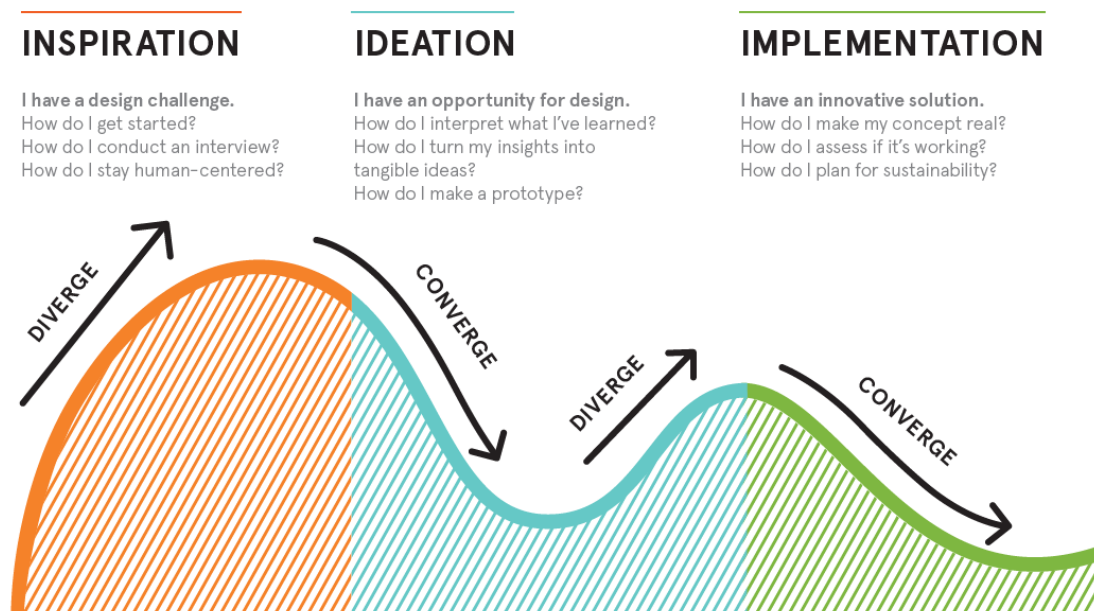 INSPIRATION
I have a design challenge.
How do I get started?
How do I conduct an interview?
How do I stay human-centered?
IDEATION
I have an opportunity for design.
How do I interpret what I've learned?
How do I turn my insights into
tangible ideas?
How do I make a prototype?
IMPLEMENTATION
I have an innovative solution.
How do I make my concept real?
How do I assess if it's working?
How do I plan for sustainability?
DIVERGE
CONVERGE
DIVERGE
CONVERGE